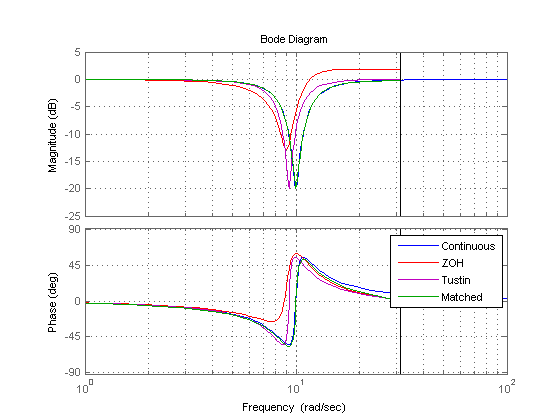 Bode Diagram
5
0
-5
-10
-15
-20
-25
Magnitude (dB)
90
45
0
-45
-90
Phase (deg)
Continuous
ZOH
Tustin
Matched
10^0
10^1
10^2
Frequency (rad/sec)